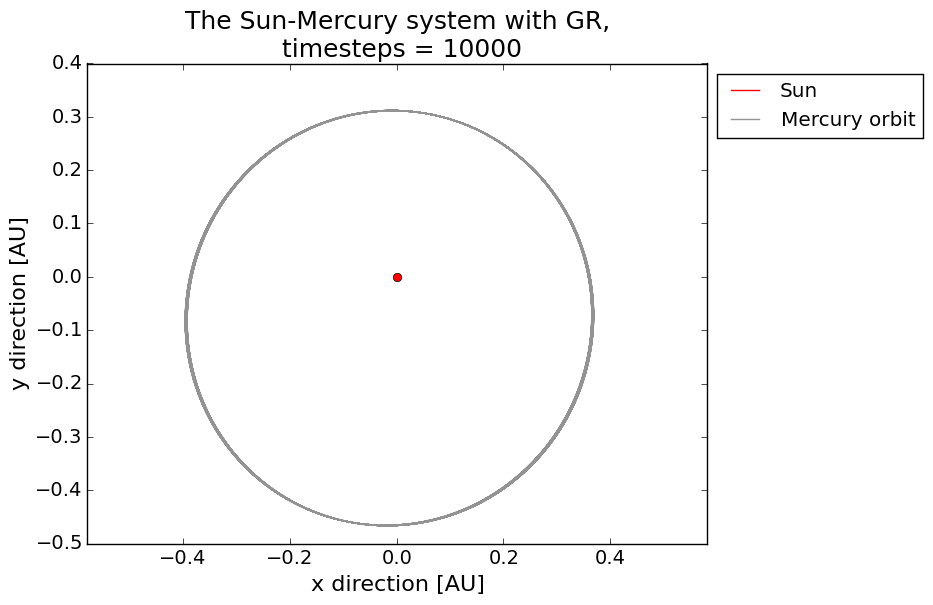 The Sun-Mercury system with GR,
timesteps = 10000
Sun
Mercury orbit
y direction [AU]
0.4
0.3
0.2
0.1
0.0
−0.1
−0.2
−0.3
−0.4
−0.5
−0.4
−0.2
0.0
0.2
0.4
x direction [AU]